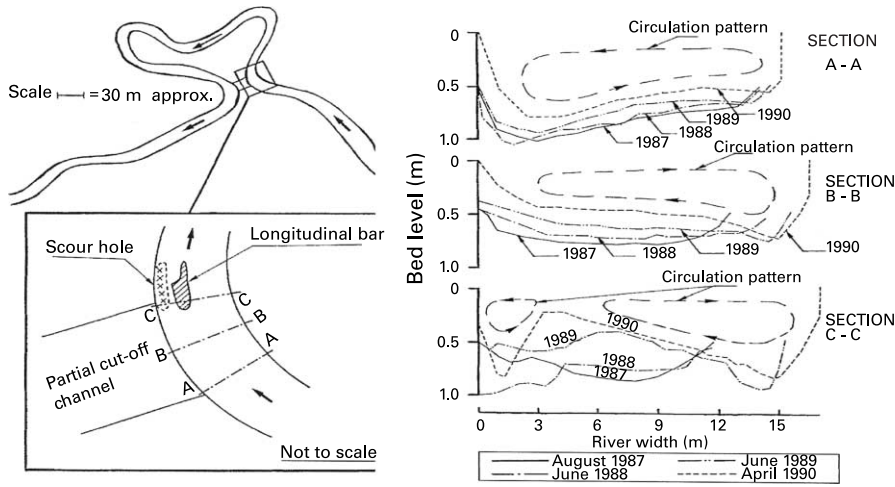 Scale = 30 m approx.
Scour hole
Longitudinal bar
C
C
B
B
A
A
Partial cut-off
channel
Not to scale
Bed level (m)
0
0.5
1.0
Circulation pattern
SECTION
A - A
1990
1989
1988
1987
0
0.5
1.0
Circulation pattern
SECTION
B - B
1987
1988
1989
1990
0
0.5
1.0
Circulation pattern
SECTION
C - C
1990
1989
1988
1987
0 3 6 9 12 15
River width (m)
August 1987 June 1989
June 1988 April 1990